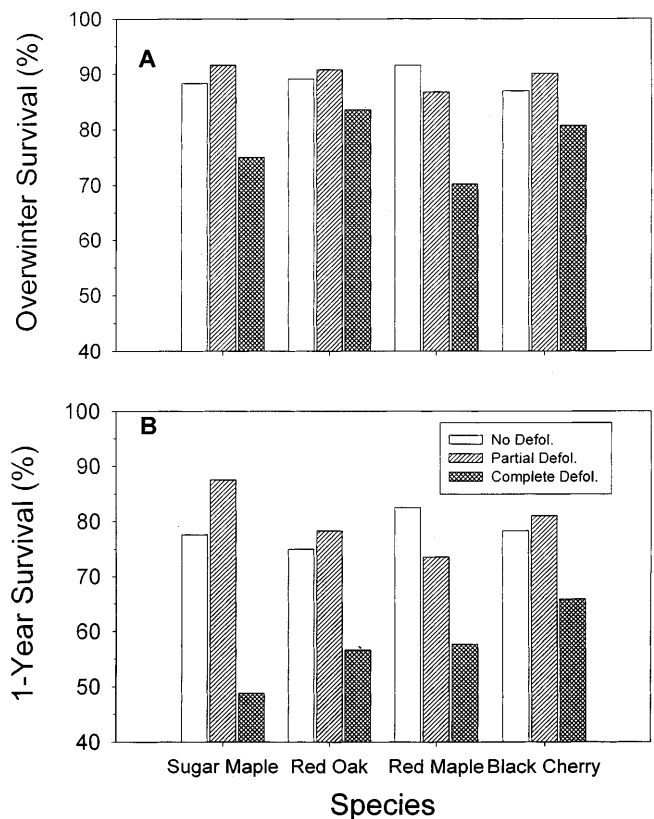 A
Overwinter Survival (%)
100
90
80
70
60
50
40
B
No Defol.
Partial Defol.
Complete Defol.
1-Year Survival (%)
100
90
80
70
60
50
40
Sugar Maple Red Oak Red Maple Black Cherry
Species